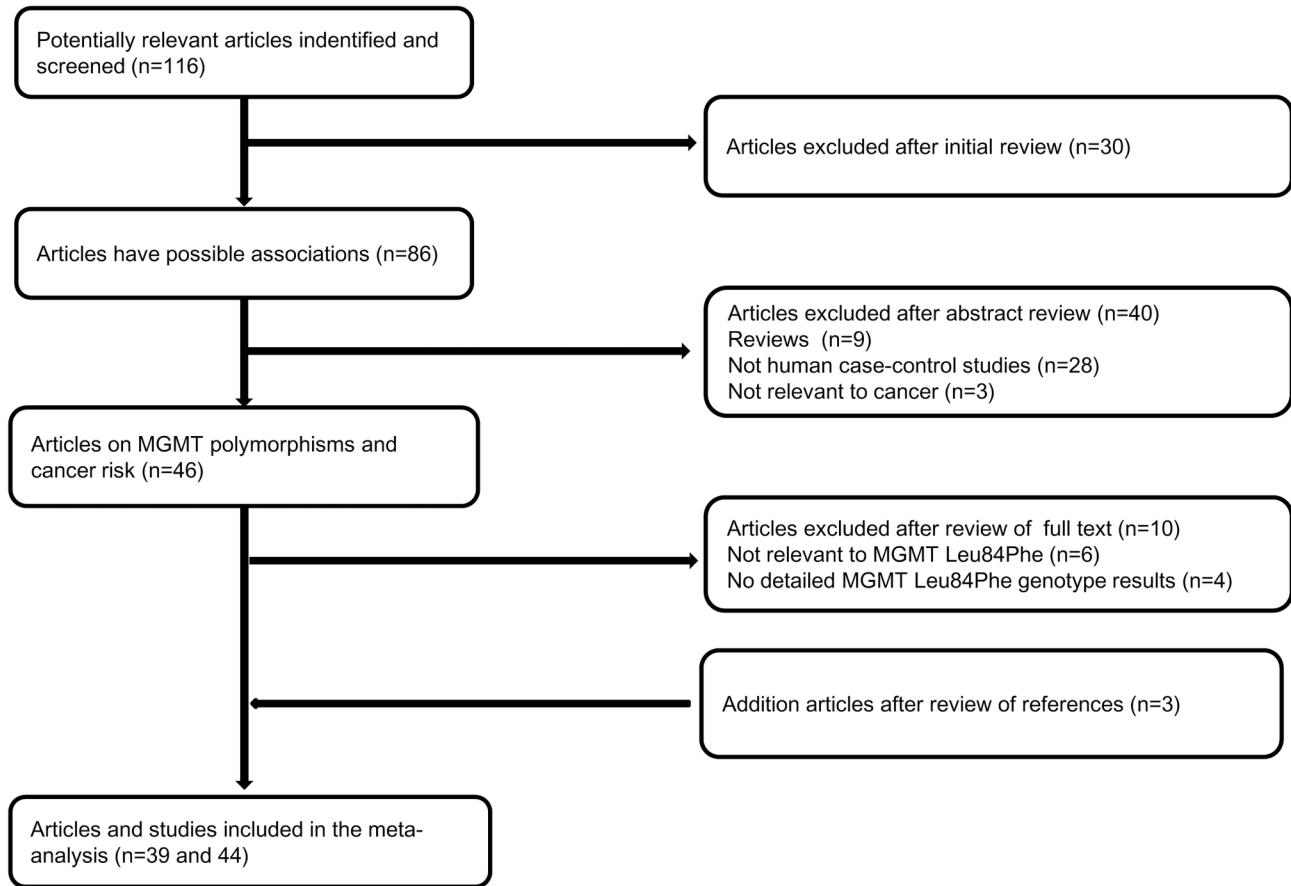 Potentially relevant articles indentified and
screened (n=116)
Articles excluded after initial review (n=30)
Articles have possible associations (n=86)
Articles excluded after abstract review (n=40)
Reviews  (n=9)
Not human case-control studies (n=28)
Not relevant to cancer (n=3)
Articles on MGMT polymorphisms and
cancer risk (n=46)
Articles excluded after review of  full text (n=10)
Not relevant to MGMT Leu84Phe (n=6)
No detailed MGMT Leu84Phe genotype results (n=4)
Addition articles after review of references (n=3)
Articles and studies included in the meta-
analysis (n=39 and 44)